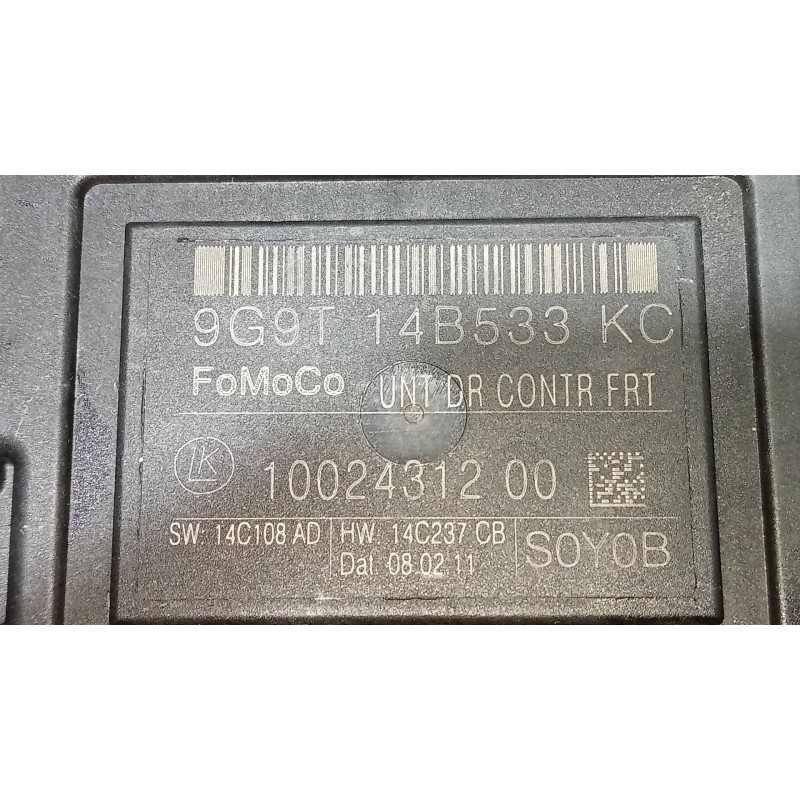 9G9T 14B533 KC
FoMoCo UNT DR CONTR FRT
LK 10024312 00
SW: 14C108 AD HW: 14C237 CB
Dat. 08.02.11 SOYOB